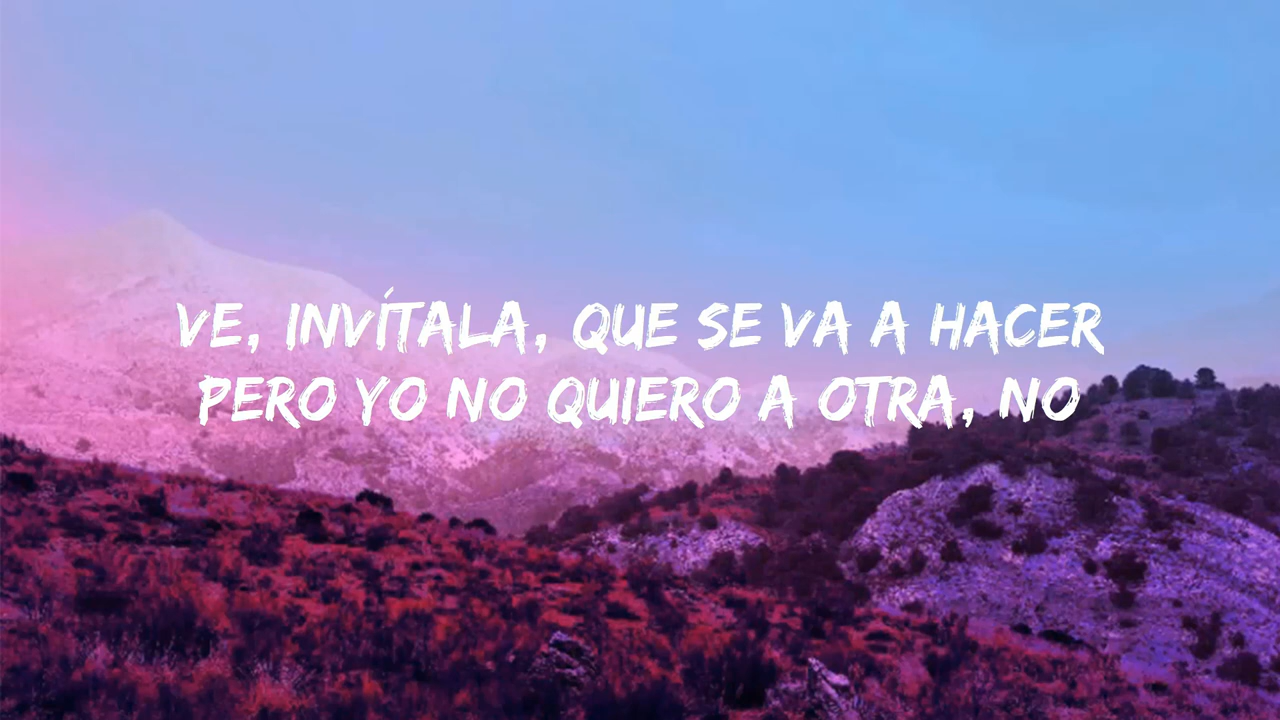 VE, INVÍTALA, QUE SE VA A HACER
PERO YO NO QUIERO A OTRA, NO